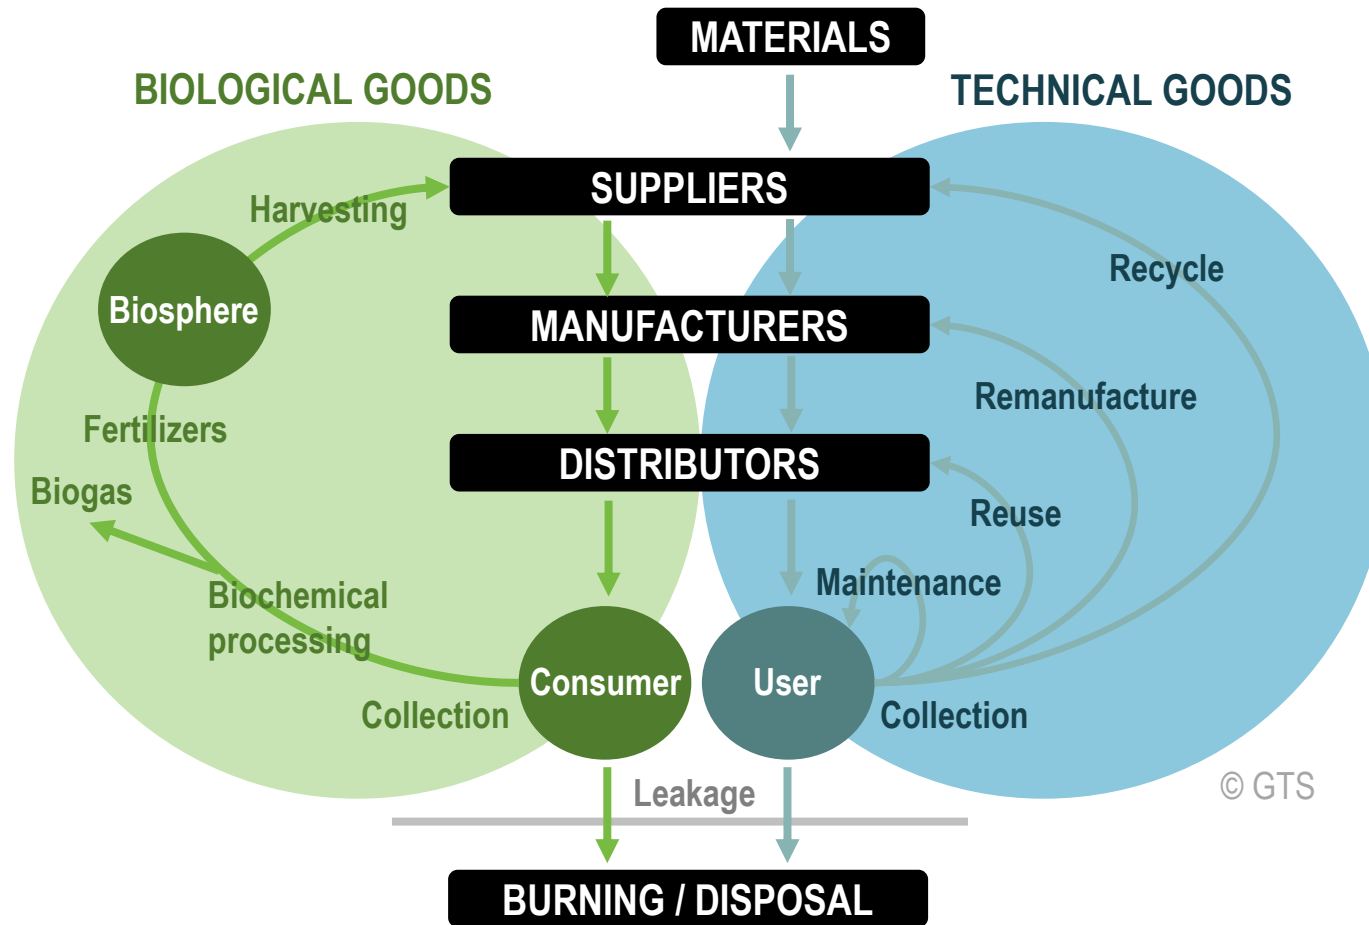 MATERIALS
BIOLOGICAL GOODS
TECHNICAL GOODS
SUPPLIERS
Harvesting
Recycle
Biosphere
MANUFACTURERS
Remanufacture
Fertilizers
DISTRIBUTORS
Biogas
Reuse
Maintenance
Biochemical
processing
Consumer
User
Collection
Collection
Leakage
© GTS
BURNING / DISPOSAL